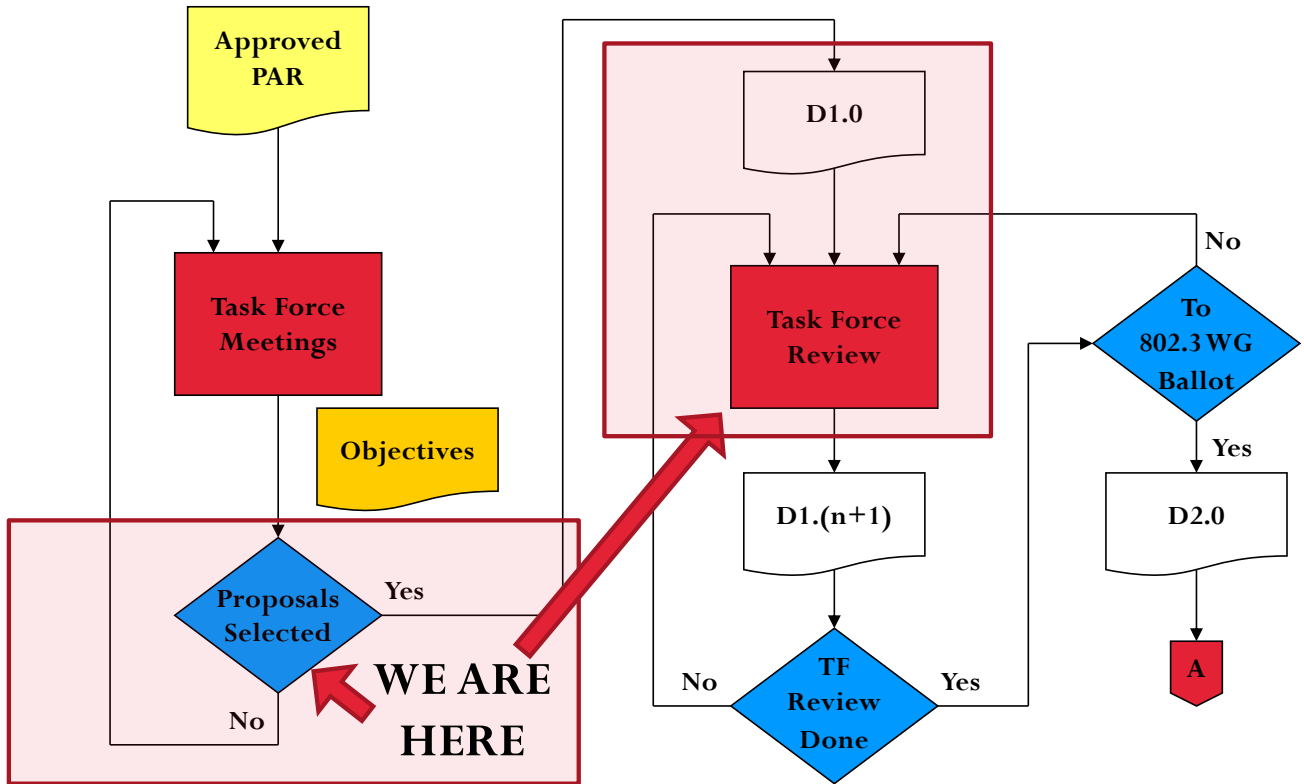 Approved
PAR
Task Force
Meetings
Objectives
Proposals
Selected
Yes
No
WE ARE
HERE
D1.0
Task Force
Review
D1.(n+1)
TF
Review
Done
No
Yes
To
802.3 WG
Ballot
No
Yes
D2.0
A